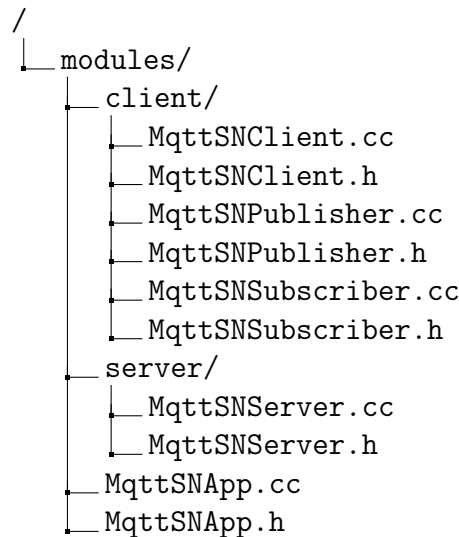 /
modules/
client/
MqttSNClient.cc
MqttSNClient.h
MqttSNPublisher.cc
MqttSNPublisher.h
MqttSNSubscriber.cc
MqttSNSubscriber.h
server/
MqttSNServer.cc
MqttSNServer.h
MqttSNApp.cc
MqttSNApp.h